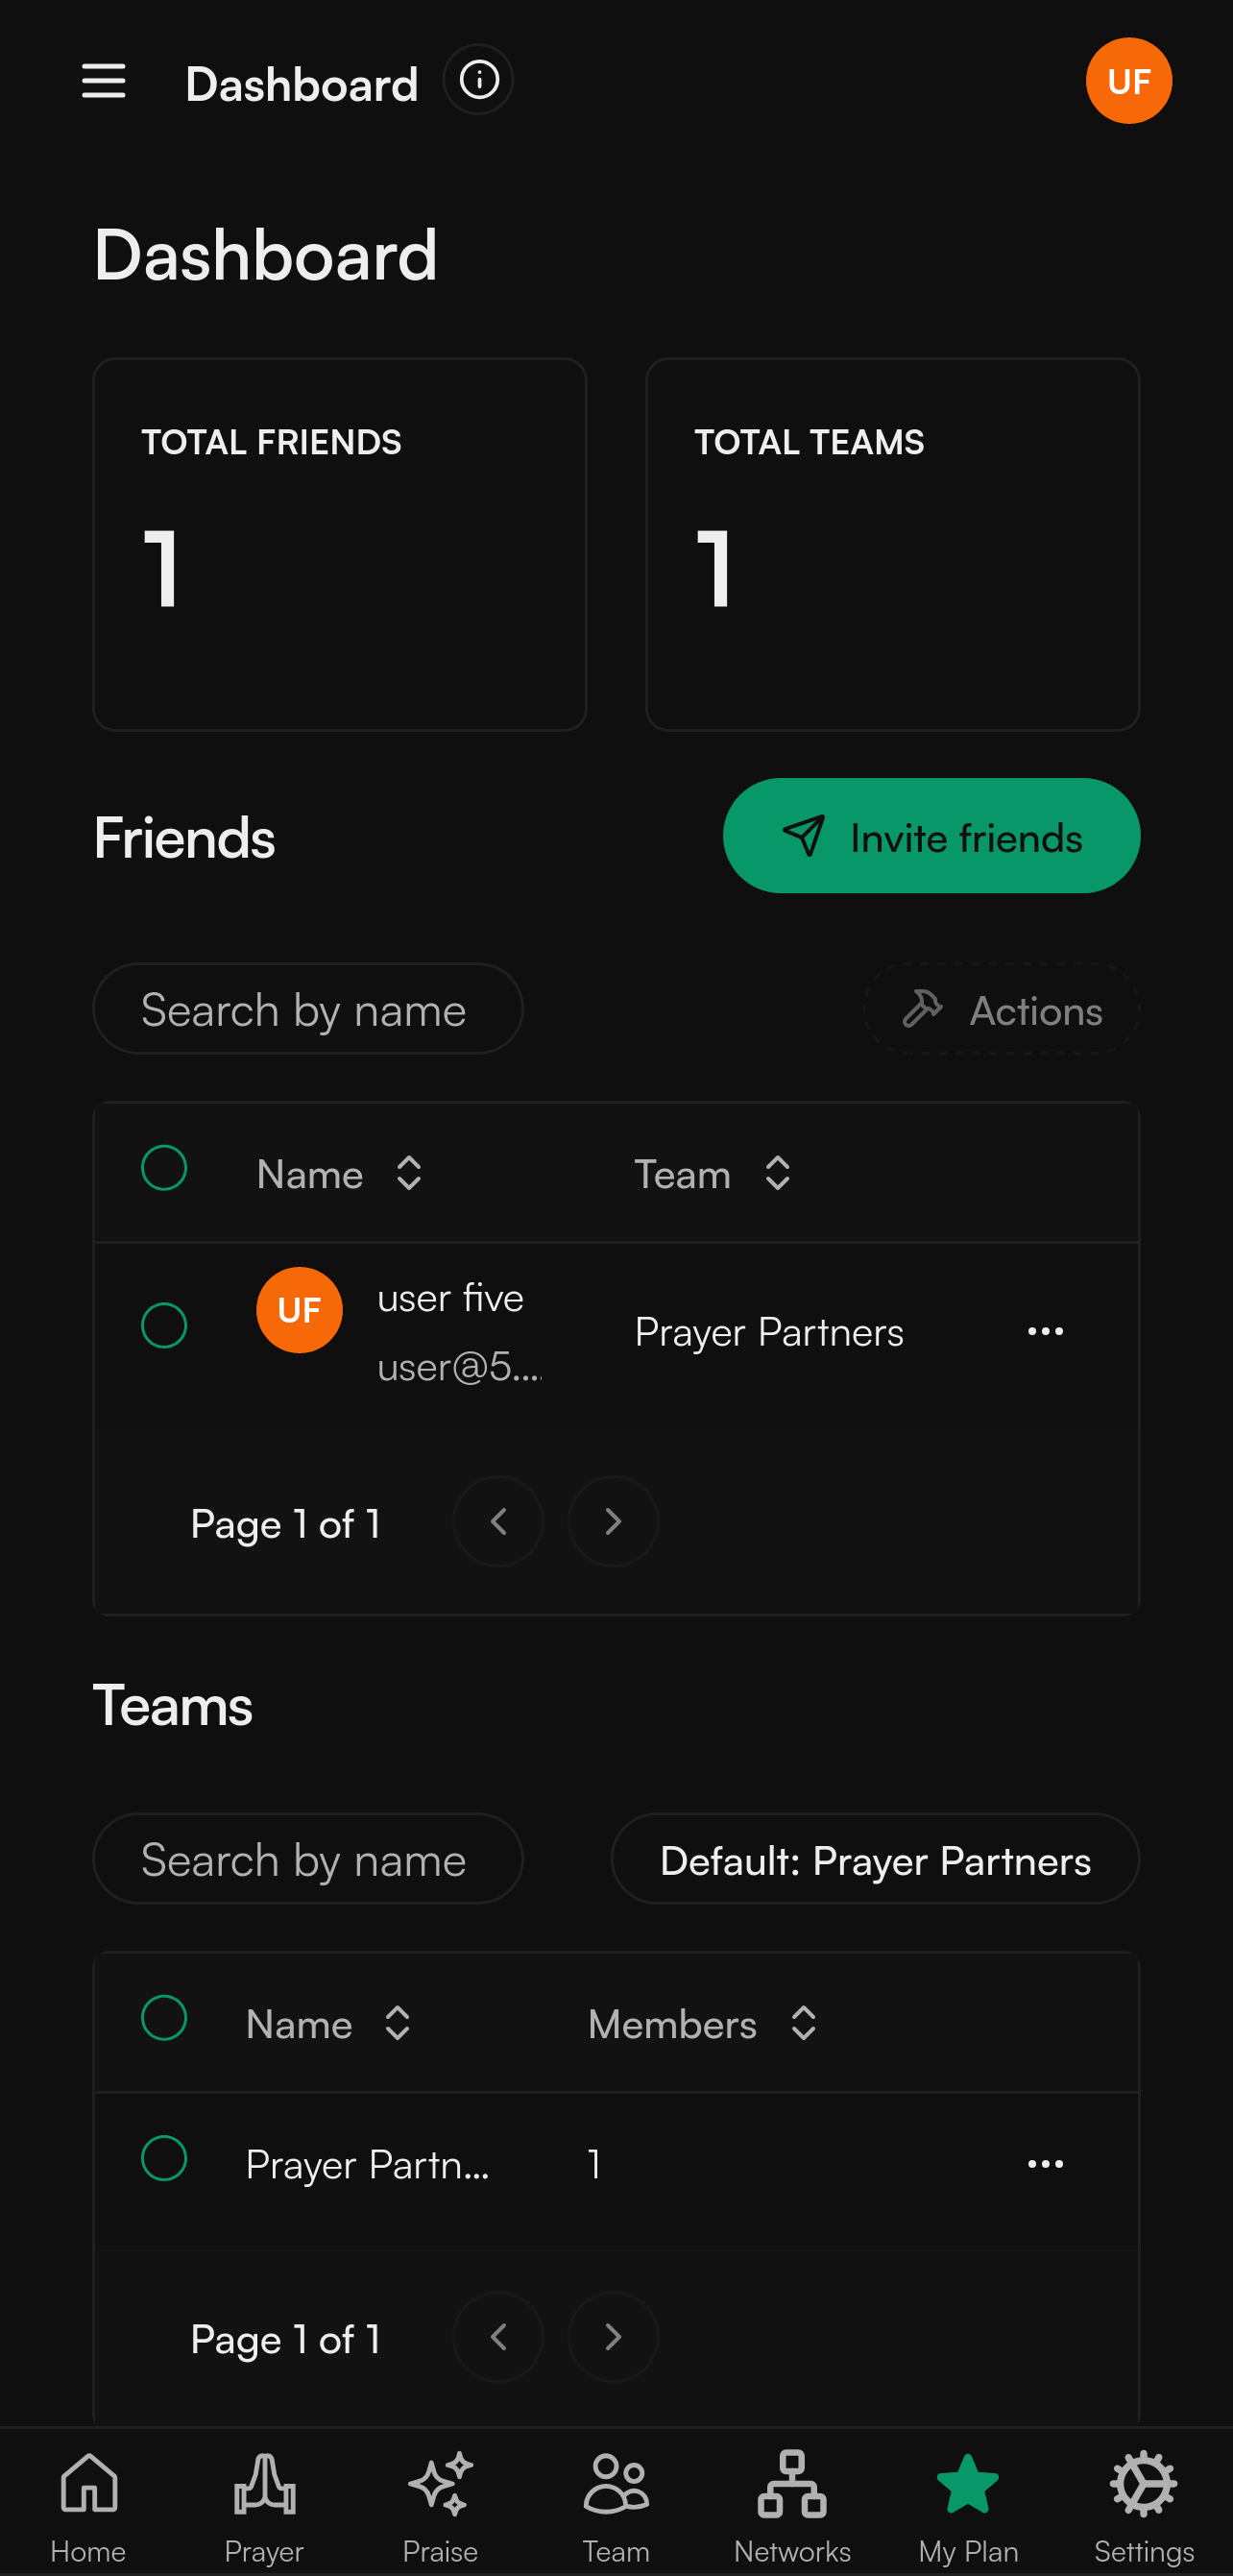 Dashboard
UF
Dashboard
TOTAL FRIENDS
1
TOTAL TEAMS
1
Friends
Invite friends
Search by name
Actions
Name
Team
UF
user five
user@5....
Prayer Partners
Page 1 of 1
Teams
Search by name
Default: Prayer Partners
Name
Members
Prayer Partn...
1
Page 1 of 1
Home
Prayer
Praise
Team
Networks
My Plan
Settings